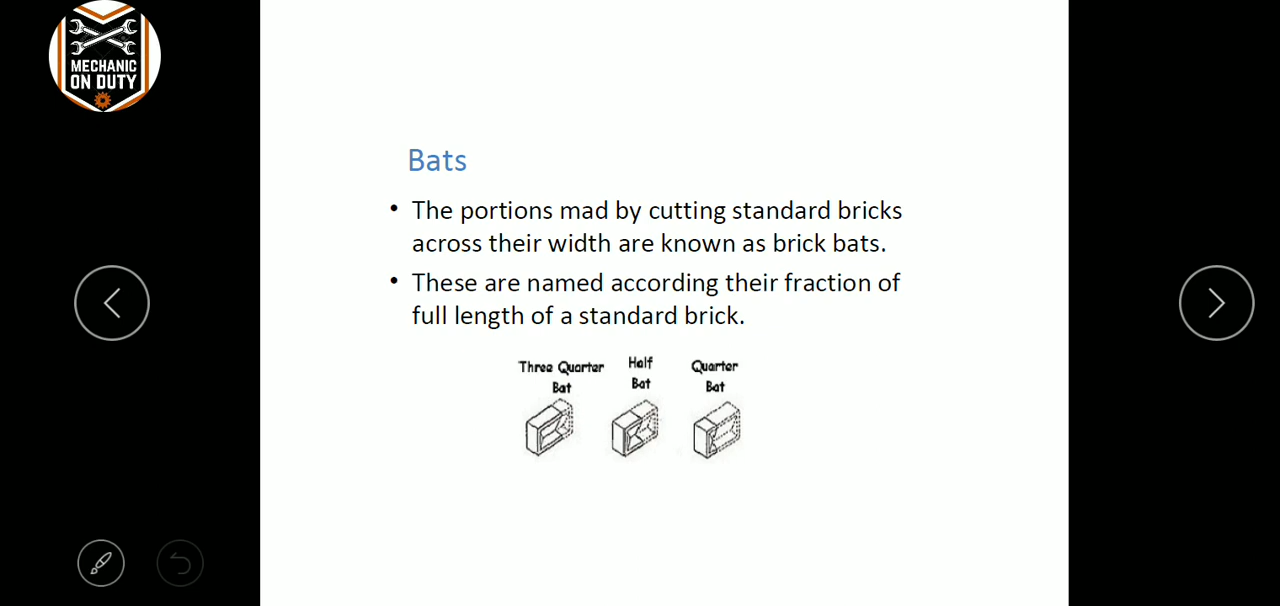 MECHANIC
ON DUTY
Bats
• The portions mad by cutting standard bricks
across their width are known as brick bats.
• These are named according their fraction of
full length of a standard brick.
Three Quarter
Bat
Half
Bat
Quarter
Bat